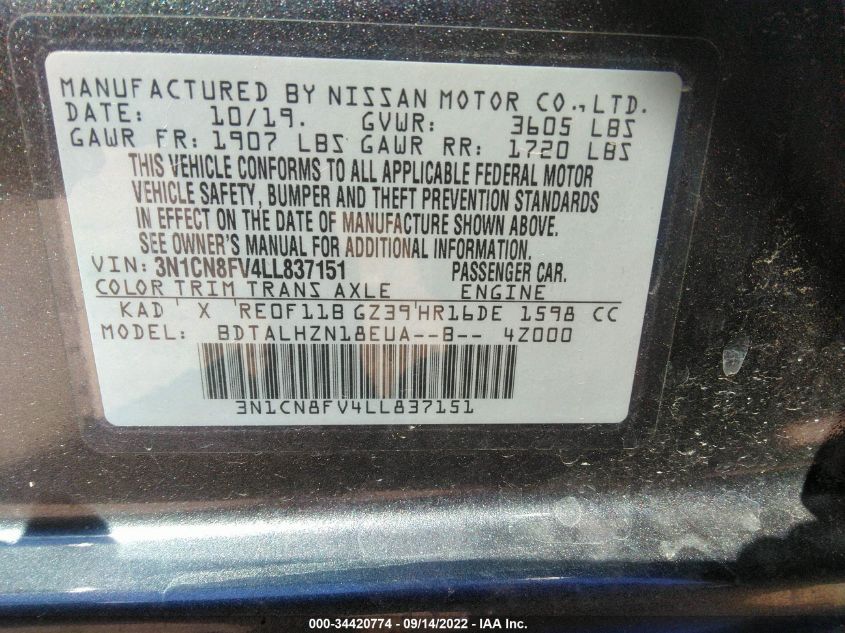 MANUFACTURED BY NISSAN MOTOR CO.,LTD.
DATE: 10/19. GVWR: 3605 LBS
GAWR FR: 1907 LBS GAWR RR: 1720 LBS
THIS VEHICLE CONFORMS TO ALL APPLICABLE FEDERAL MOTOR
VEHICLE SAFETY, BUMPER AND THEFT PREVENTION STANDARDS
IN EFFECT ON THE DATE OF MANUFACTURE SHOWN ABOVE.
SEE OWNER'S MANUAL FOR ADDITIONAL INFORMATION.
VIN: 3N1CN8FV4LL837151 PASSENGER CAR.
COLOR TRIM TRANS AXLE ENGINE
KAD X RE0F11B GZ39 HR16DE 1598 CC
MODEL: BDTALHZN18EUA--B-- 4Z000
3N1CN8FV4LL837151
000-34420774 - 09/14/2022 - IAA Inc.